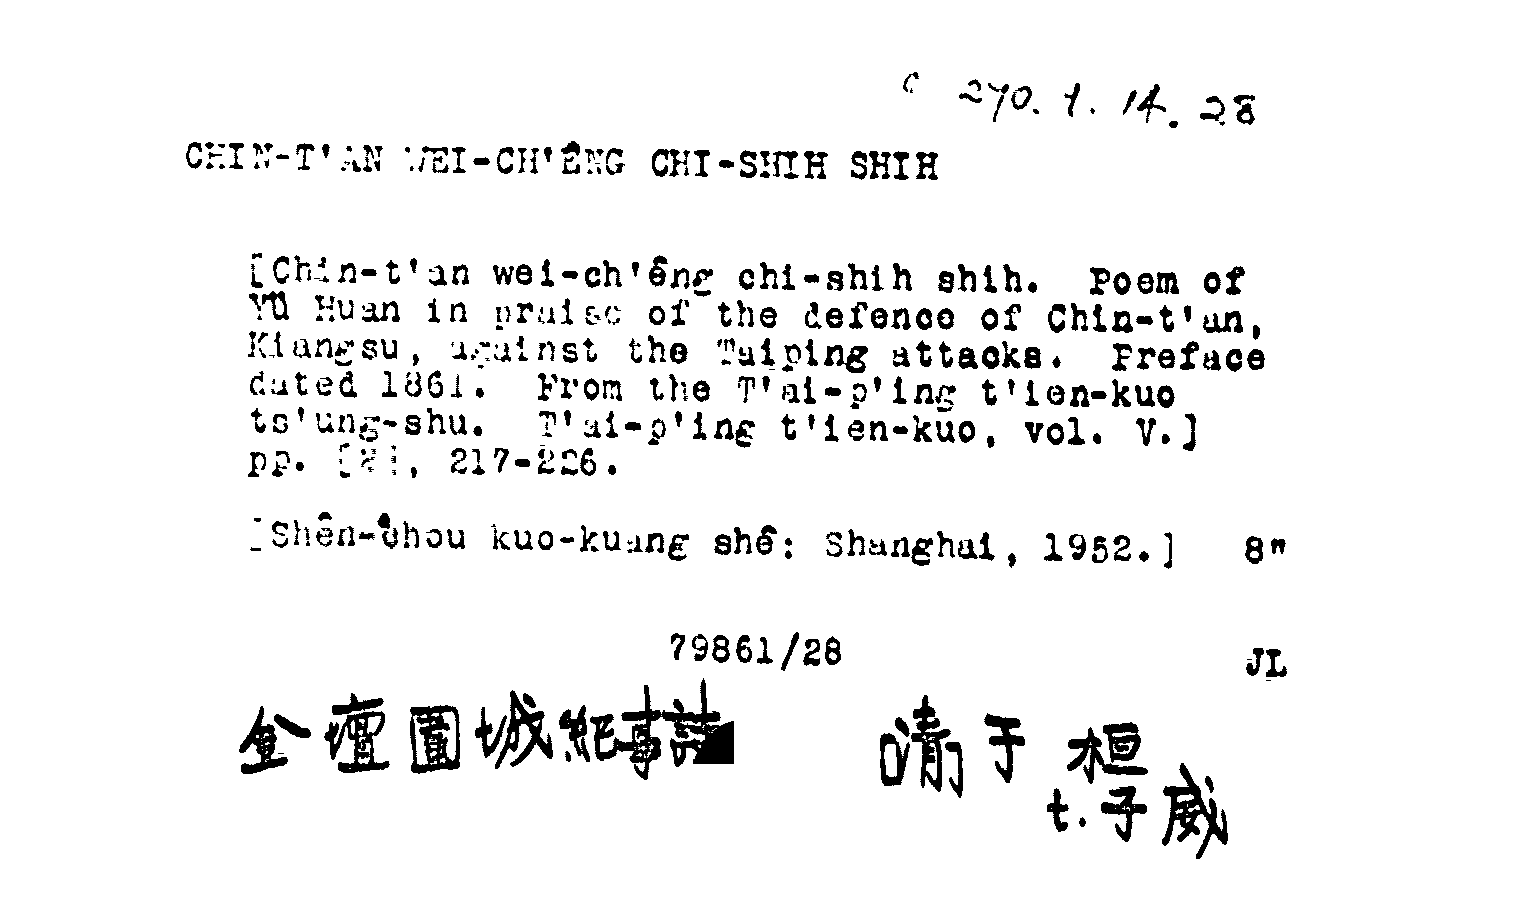 c 270. 1. 14. 28
CHIN-T'AN WEI-CH'ÊNG CHI-SHIH SHIH
[Chin-t'an wei-ch'êng chi-shih shih. Poem of
Yü Huan in praise of the defence of Chin-t'an,
Kiangsu, against the Taiping attacks. Preface
dated 1861. From the T'ai-p'ing t'ien-kuo
ts'ung-shu. T'ai-p'ing t'ien-kuo, vol. V.]
pp. [2], 217-226.
[Shên-chou kuo-kuang shê: Shanghai, 1952.] 8"
79861/28 JL
金壇圍城紀事詩 [清]于桓
t. 子威